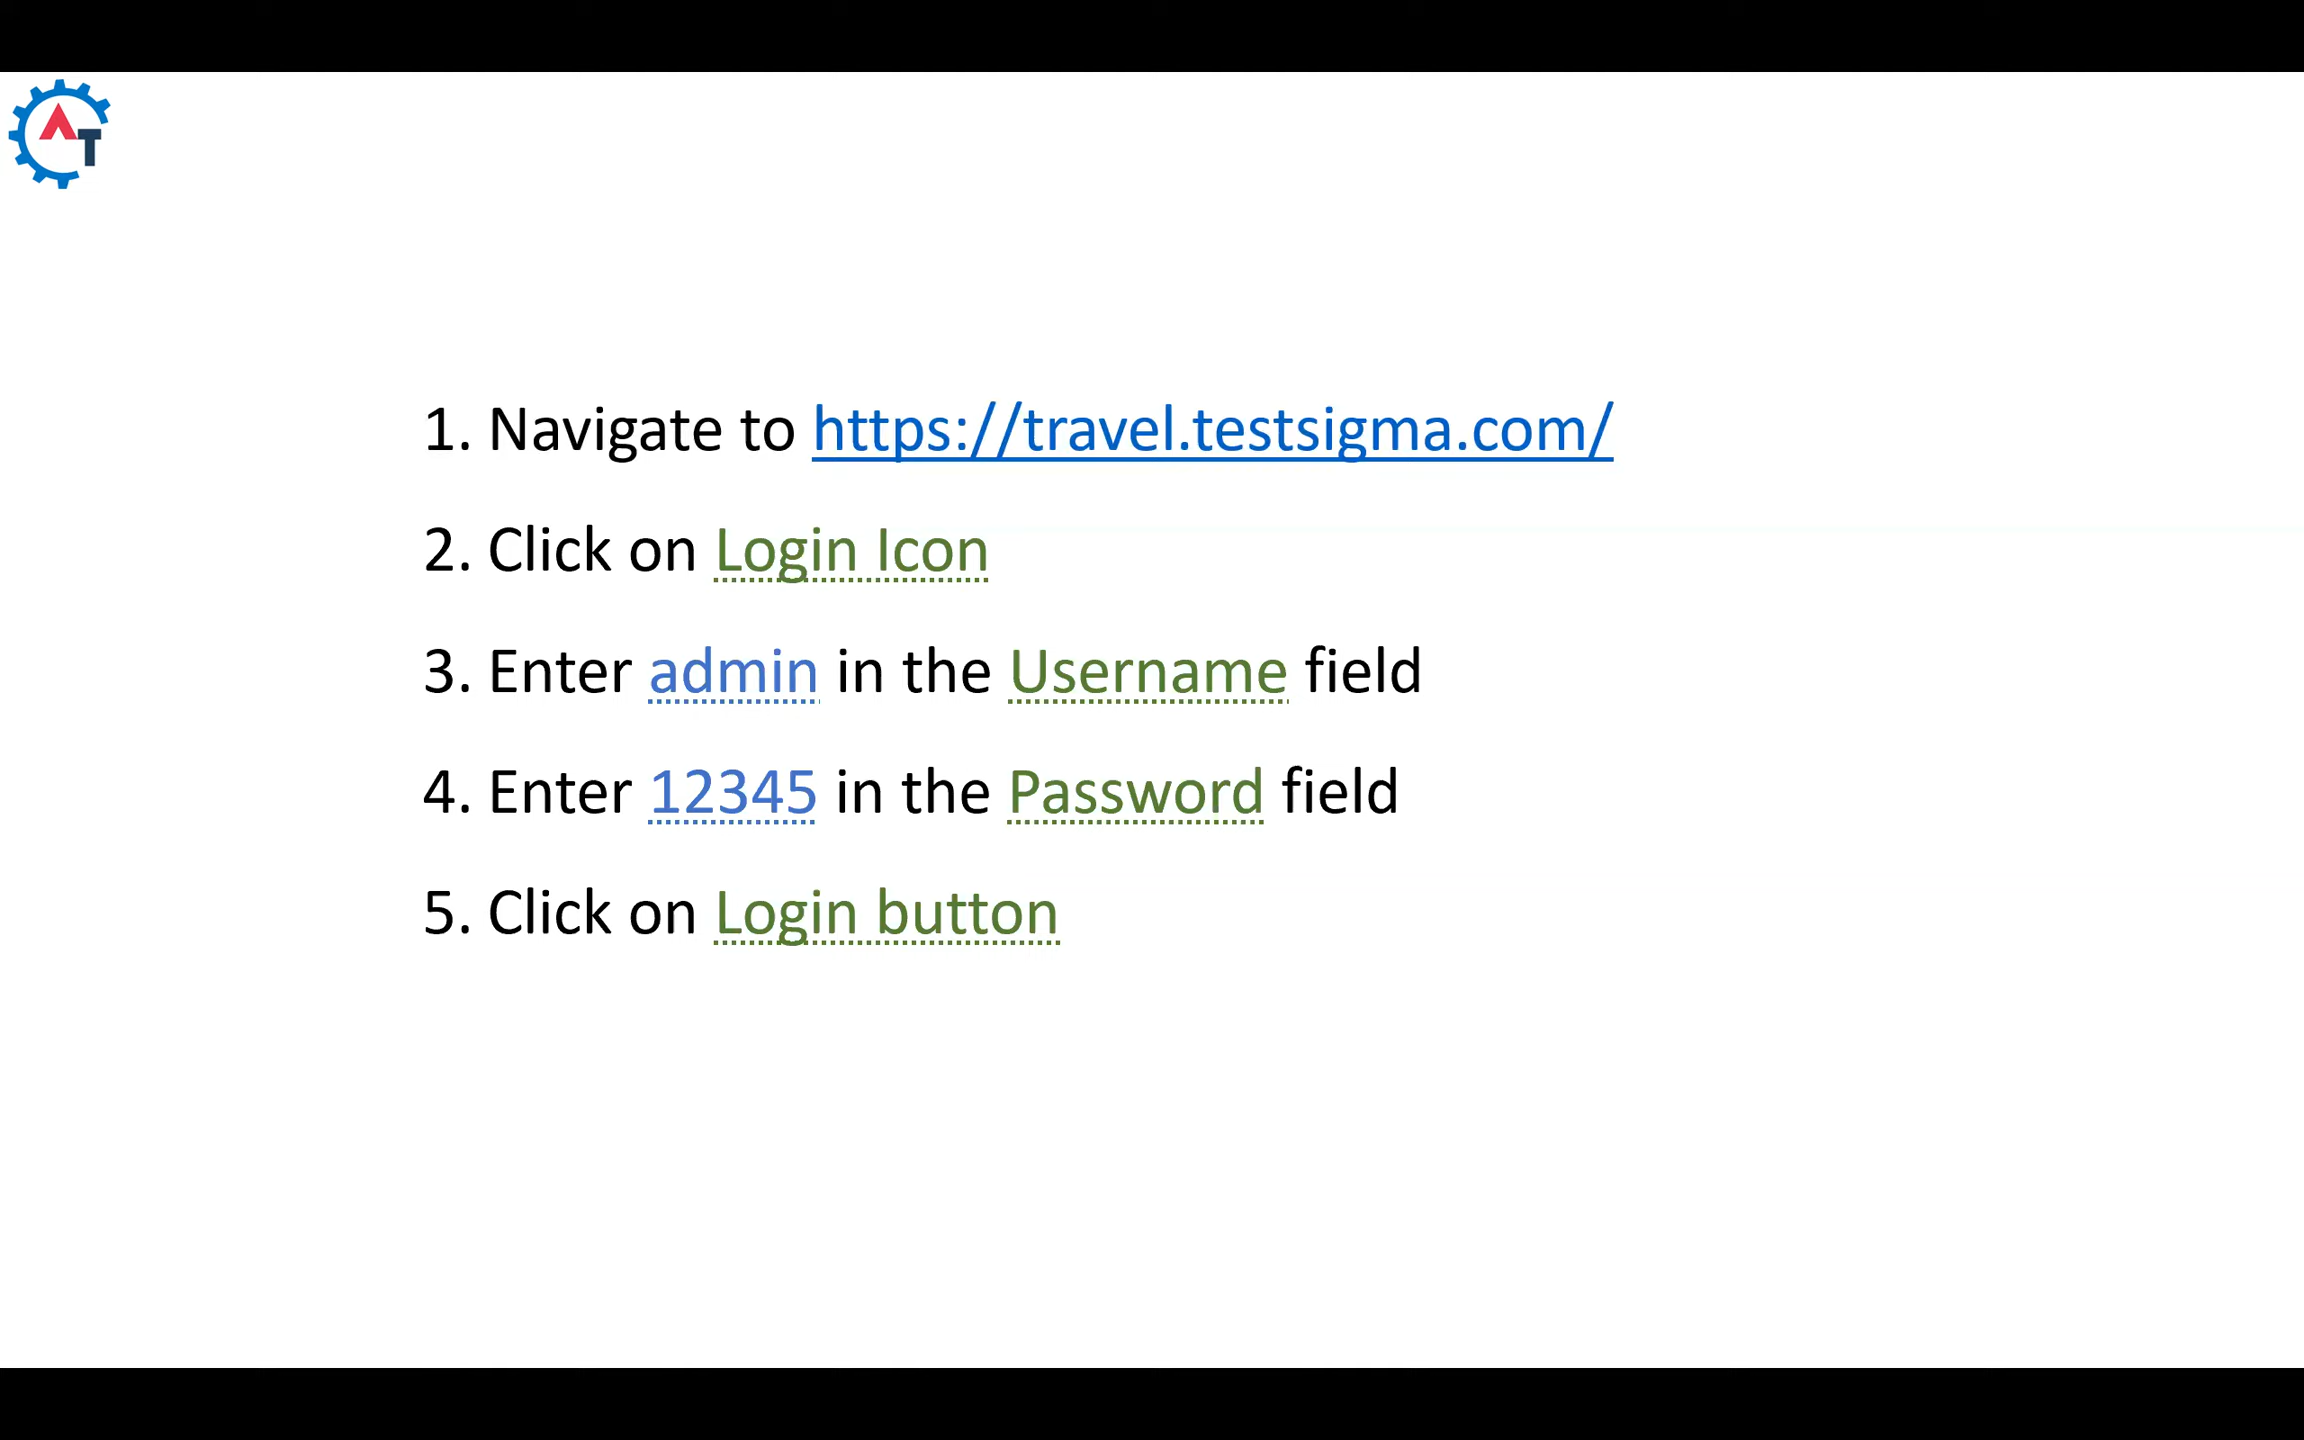 AT
1. Navigate to https://travel.testsigma.com/
2. Click on Login Icon
3. Enter admin in the Username field
4. Enter 12345 in the Password field
5. Click on Login button